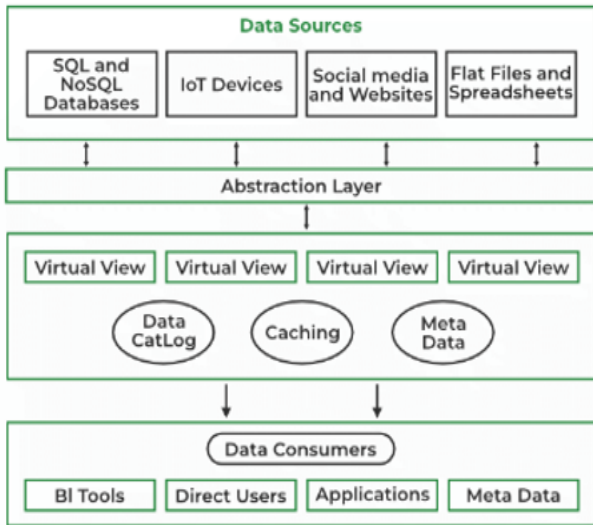 Data Sources
SQL and
NoSQL
Databases
IoT Devices
Social media
and Websites
Flat Files and
Spreadsheets
Abstraction Layer
Virtual View
Virtual View
Virtual View
Virtual View
Data
CatLog
Caching
Meta
Data
Data Consumers
BI Tools
Direct Users
Applications
Meta Data